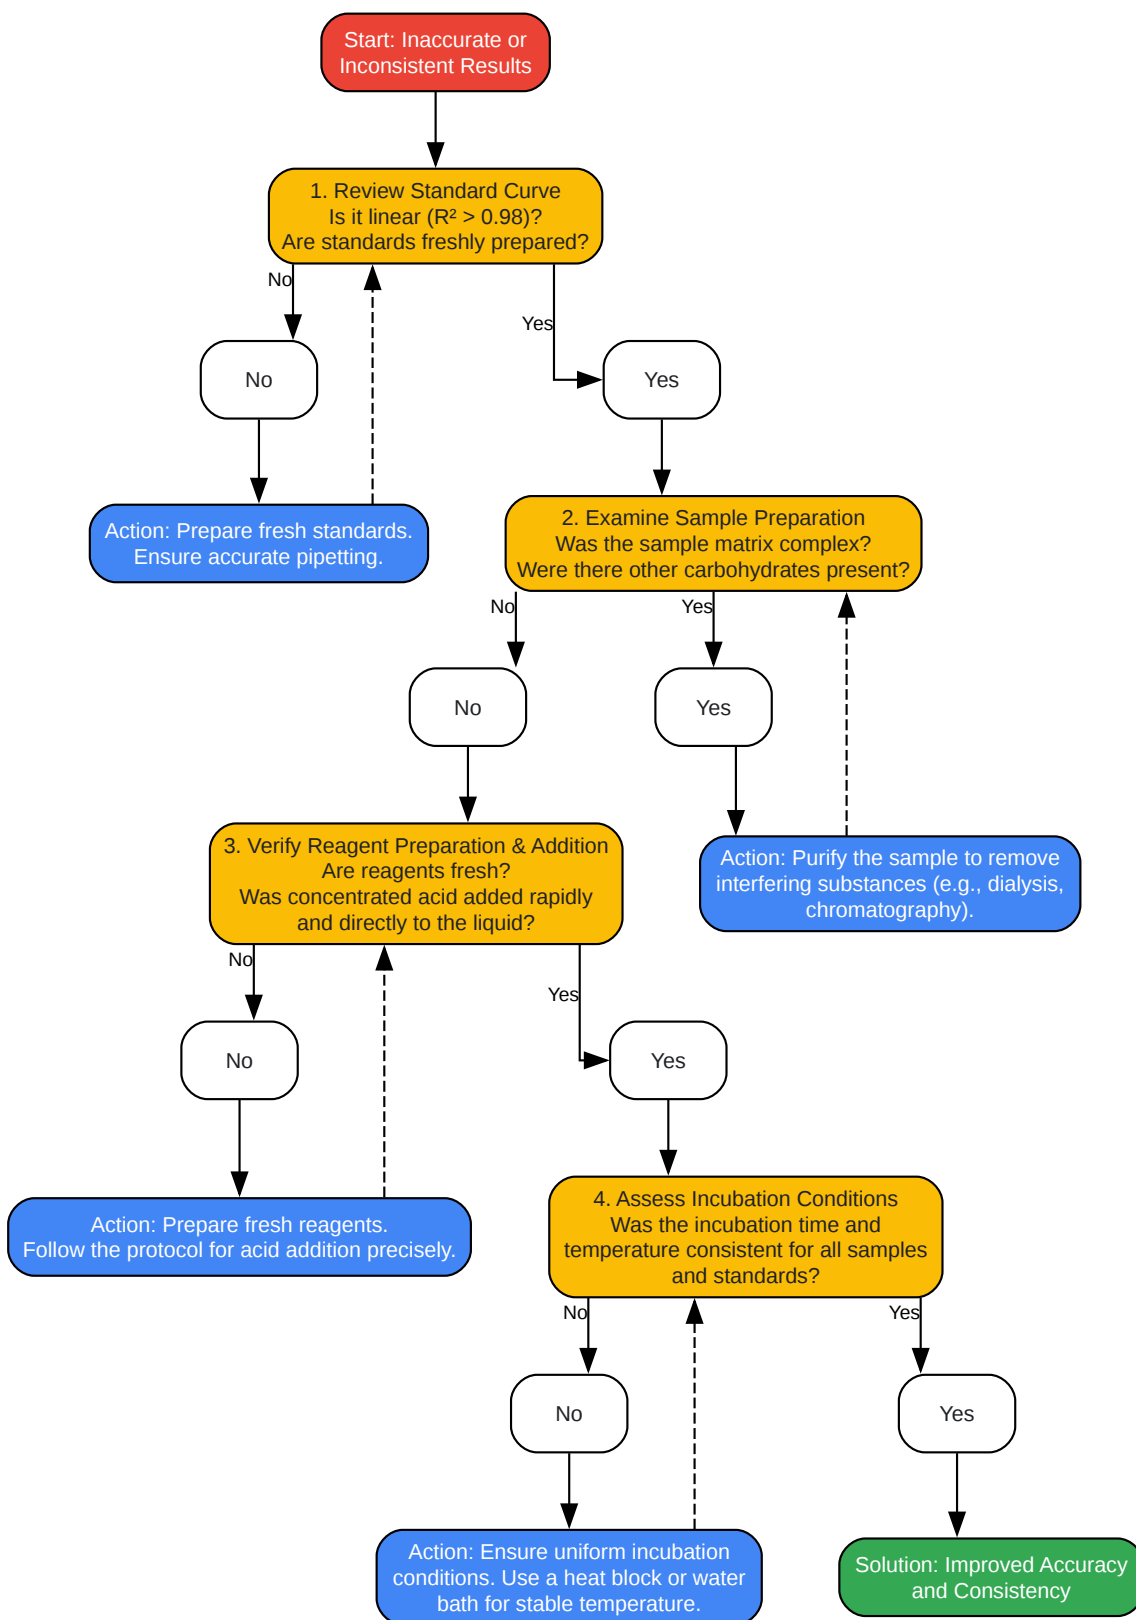 Start: Inaccurate or
Inconsistent Results
1. Review Standard Curve
Is it linear (R² > 0.98)?
Are standards freshly prepared?
No
Yes
No
Yes
Action: Prepare fresh standards.
Ensure accurate pipetting.
2. Examine Sample Preparation
Was the sample matrix complex?
Were there other carbohydrates present?
No
Yes
No
Yes
3. Verify Reagent Preparation & Addition
Are reagents fresh?
Was concentrated acid added rapidly
and directly to the liquid?
Action: Purify the sample to remove
interfering substances (e.g., dialysis,
chromatography).
No
Yes
No
Yes
Action: Prepare fresh reagents.
Follow the protocol for acid addition precisely.
4. Assess Incubation Conditions
Was the incubation time and
temperature consistent for all samples
and standards?
No
Yes
No
Yes
Action: Ensure uniform incubation
conditions. Use a heat block or water
bath for stable temperature.
Solution: Improved Accuracy
and Consistency